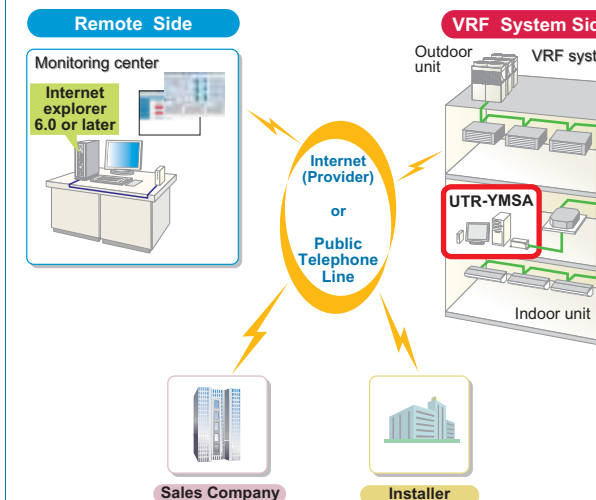 Remote Side
VRF System Sid
Monitoring center
Internet
explorer
6.0 or later
Outdoor
unit
VRF syst
Internet
(Provider)
or
Public
Telephone
Line
UTR-YMSA
Indoor unit
Sales Company
Installer